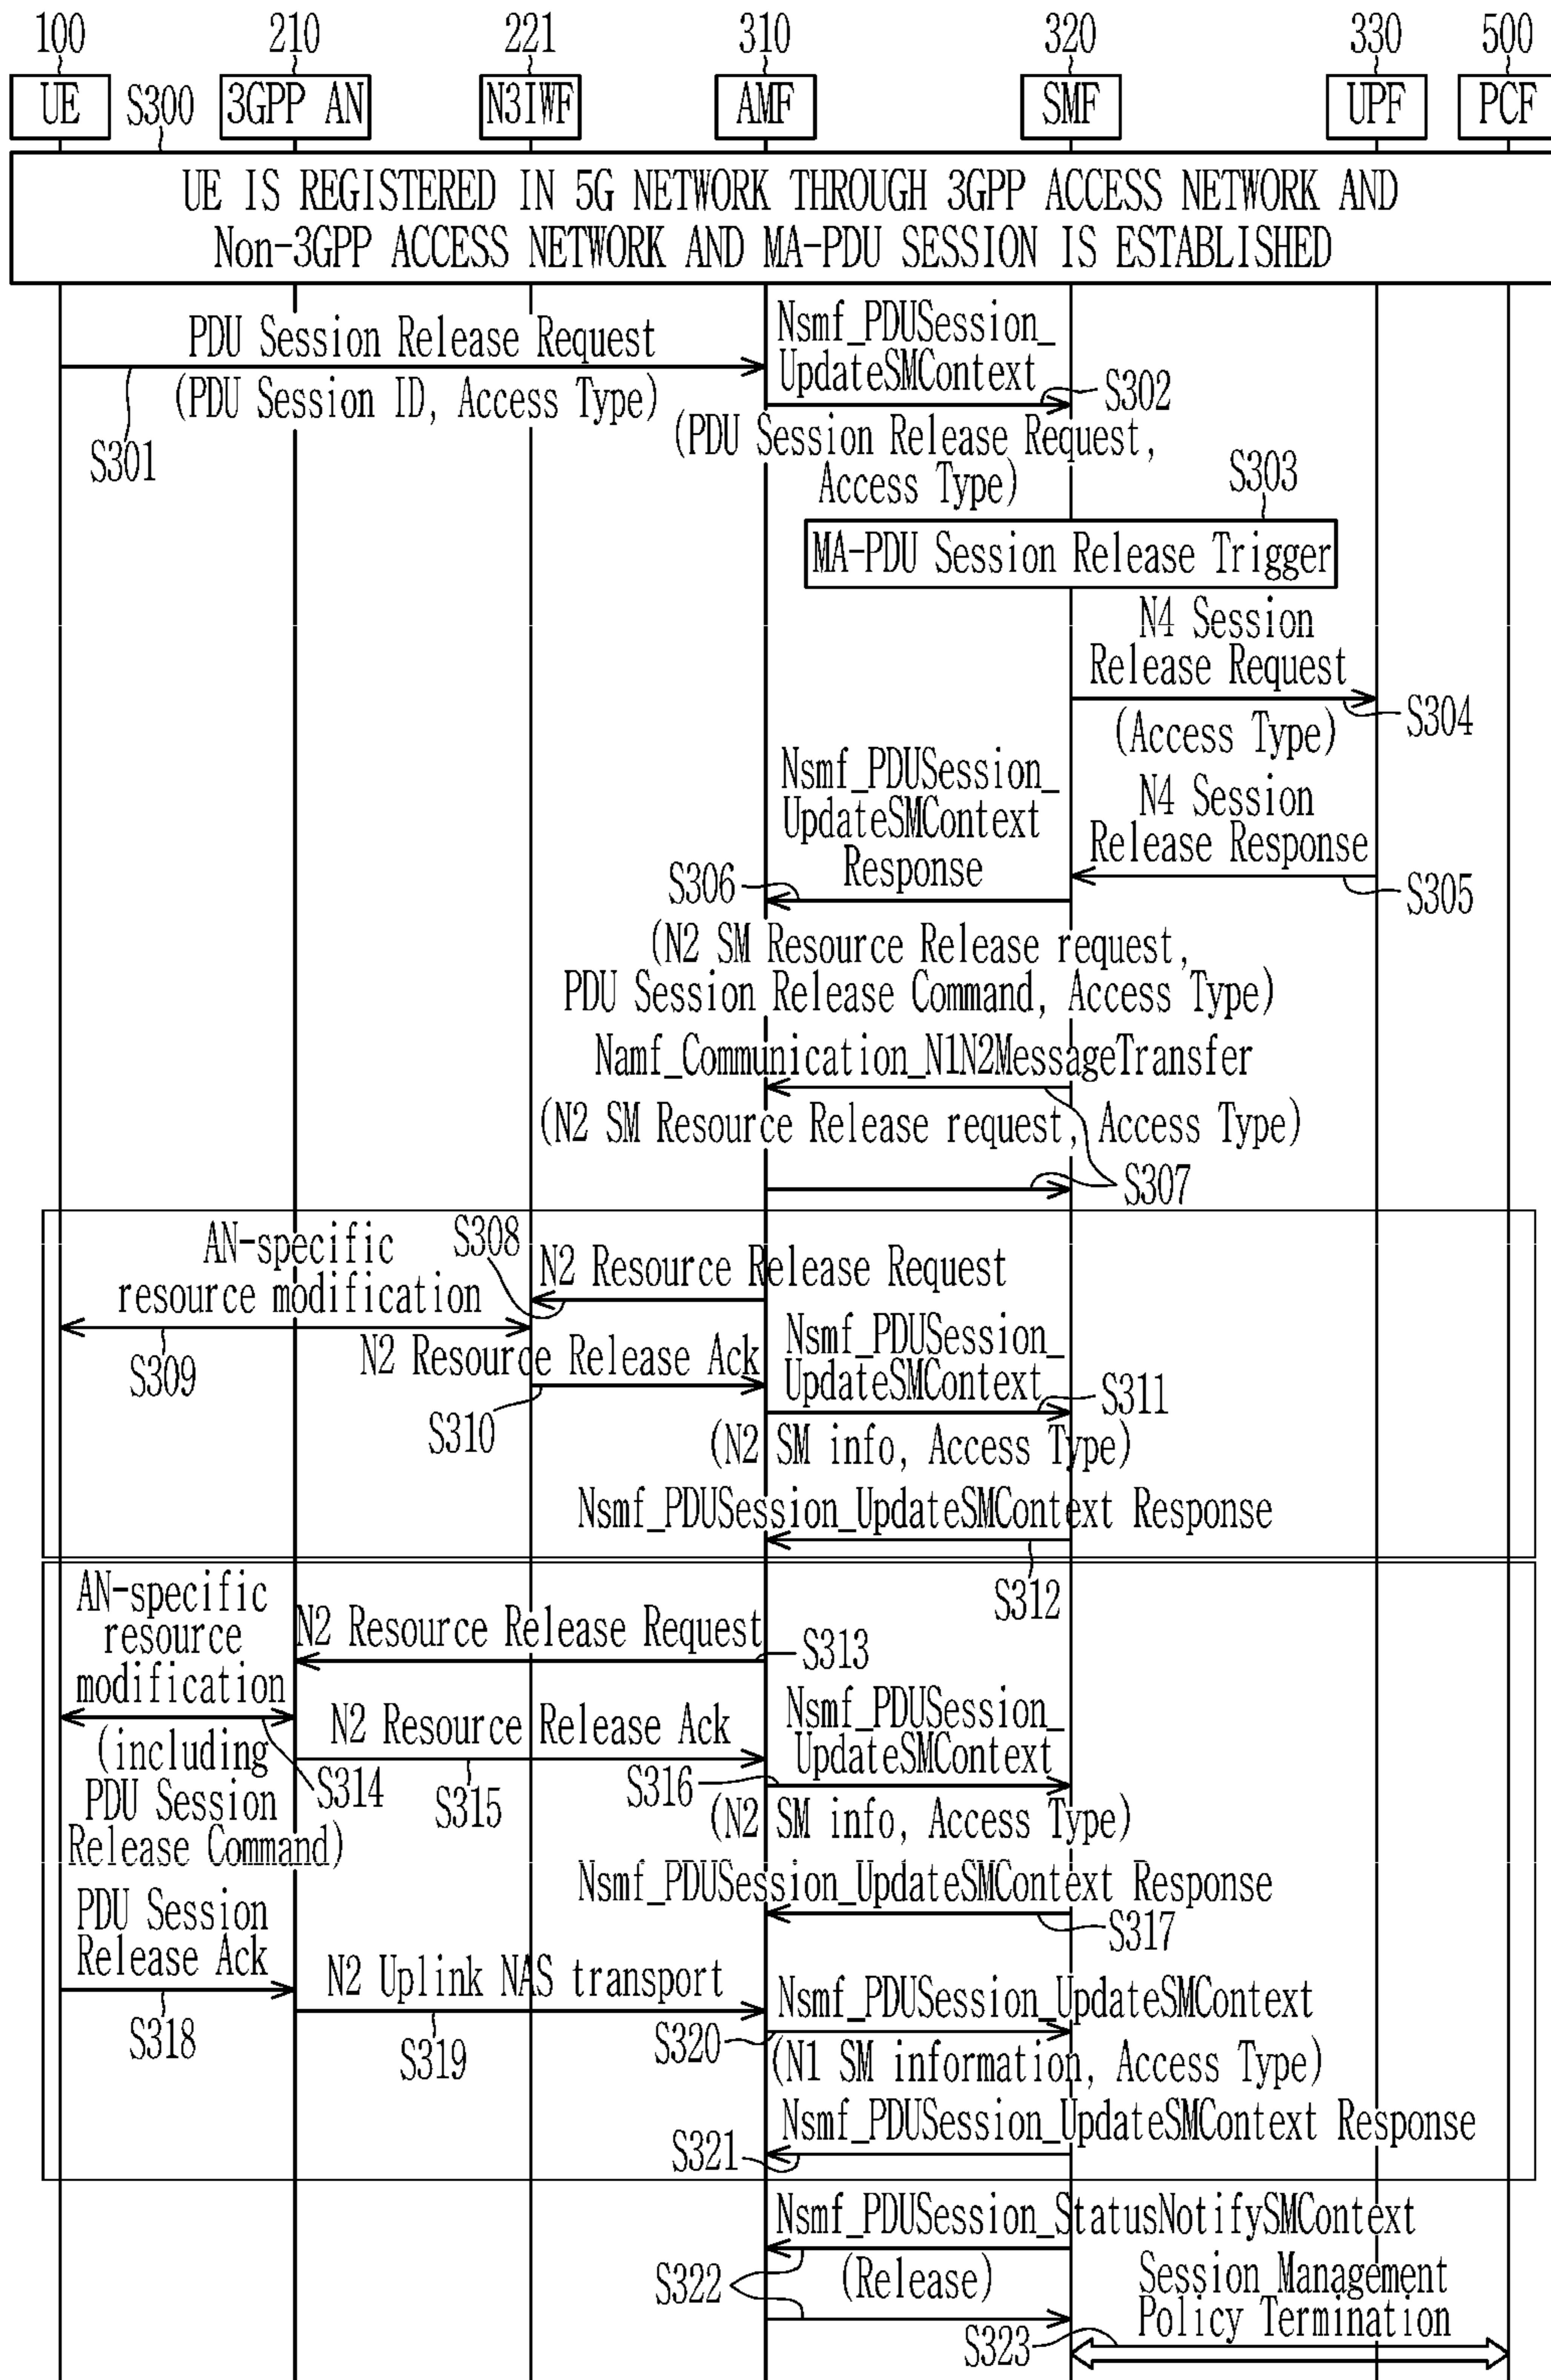 100 210 221 310 320 330 500
UE S300 3GPP AN N3IWF AMF SMF UPF PCF
UE IS REGISTERED IN 5G NETWORK THROUGH 3GPP ACCESS NETWORK AND
Non-3GPP ACCESS NETWORK AND MA-PDU SESSION IS ESTABLISHED
PDU Session Release Request
(PDU Session ID, Access Type)
S301
Nsmf_PDUSession_
UpdateSMContext
S302
(PDU Session Release Request,
Access Type)
S303
MA-PDU Session Release Trigger
N4 Session
Release Request
(Access Type)
S304
N4 Session
Release Response
S305
Nsmf_PDUSession_
UpdateSMContext
Response
S306
(N2 SM Resource Release request,
PDU Session Release Command, Access Type)
Namf_Communication_N1N2MessageTransfer
(N2 SM Resource Release request, Access Type)
S307
AN-specific
resource modification
S308
N2 Resource Release Request
S309
N2 Resource Release Ack
S310
Nsmf_PDUSession_
UpdateSMContext
S311
(N2 SM info, Access Type)
Nsmf_PDUSession_UpdateSMContext Response
S312
AN-specific
resource
modification
(including
PDU Session
Release Command)
N2 Resource Release Request
S313
S314
N2 Resource Release Ack
S315
Nsmf_PDUSession_
UpdateSMContext
S316
(N2 SM info, Access Type)
Nsmf_PDUSession_UpdateSMContext Response
S317
PDU Session
Release Ack
S318
N2 Uplink NAS transport
S319
Nsmf_PDUSession_UpdateSMContext
S320
(N1 SM information, Access Type)
Nsmf_PDUSession_UpdateSMContext Response
S321
Nsmf_PDUSession_StatusNotifySMContext
(Release)
S322
Session Management
Policy Termination
S323